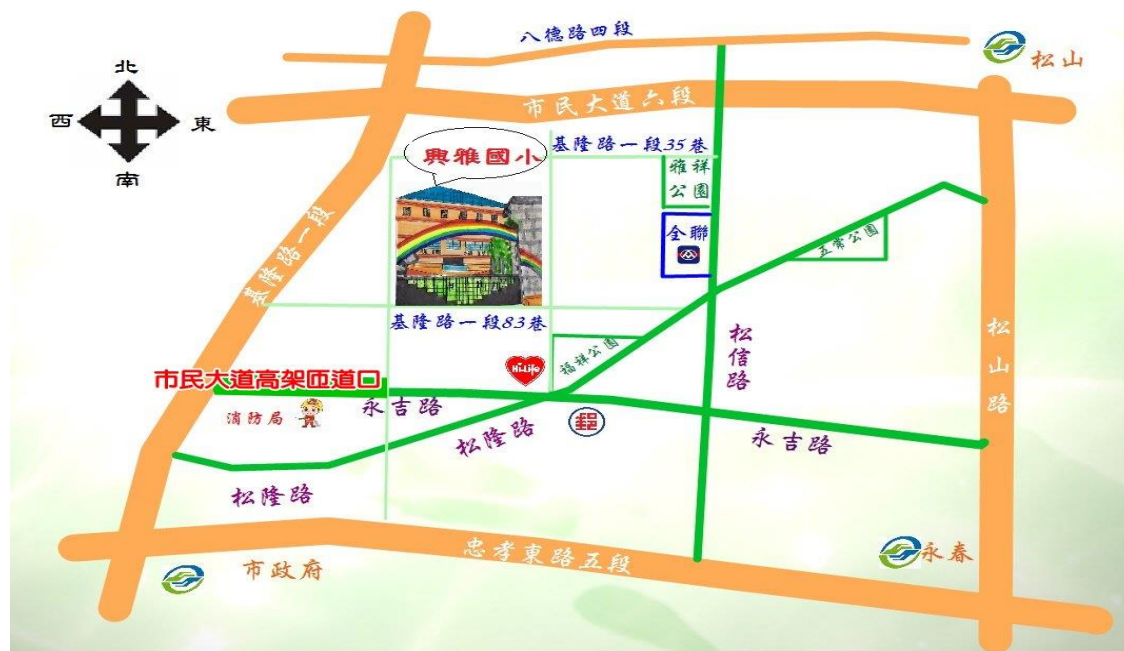 八德路四段
松山
北
西
東
南
市民大道六段
基隆路一段35巷
興雅國小
雅祥
公園
基隆路一段
全聯
五常公園
基隆路一段83巷
松信路
松山路
福祥公園
Hi-Life
市民大道高架匝道口
消防局
永吉路
松隆路
郵
永吉路
松隆路
忠孝東路五段
永春
市政府